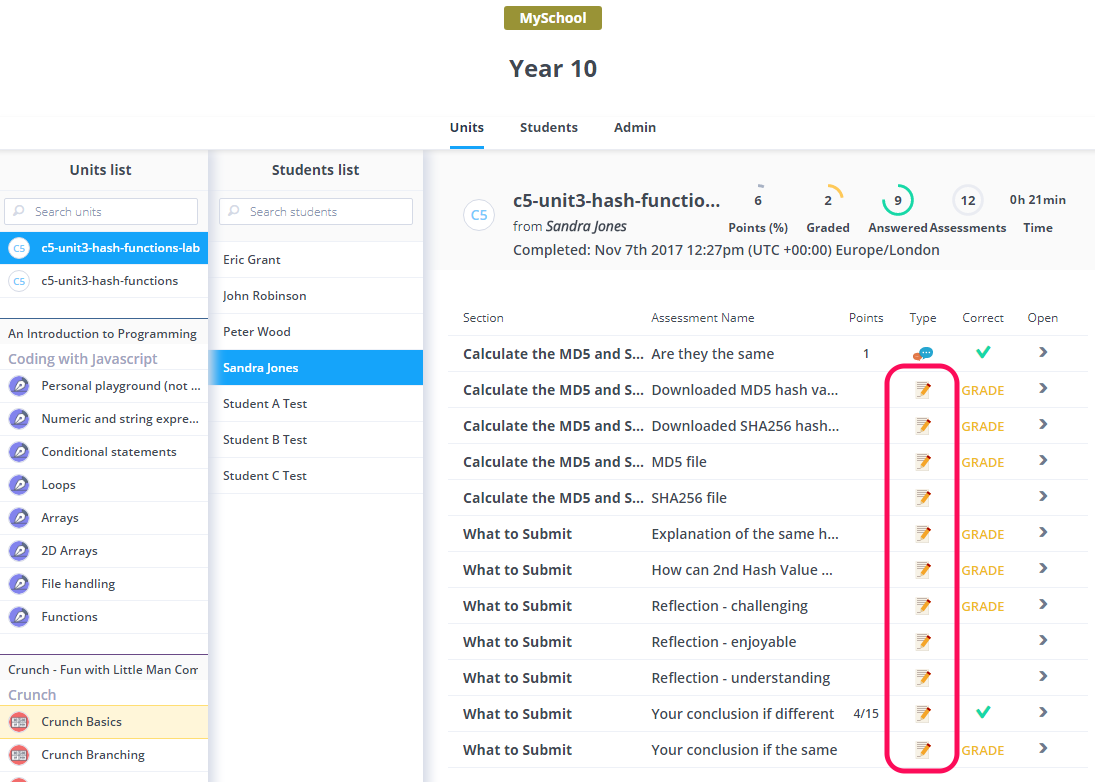 MySchool
Year 10
Units Students Admin
Units list
Search units
C5 c5-unit3-hash-functions-lab
C5 c5-unit3-hash-functions
An Introduction to Programming
Coding with Javascript
Personal playground (not ...
Numeric and string expre...
Conditional statements
Loops
Arrays
2D Arrays
File handling
Functions
Crunch - Fun with Little Man Com
Crunch
Crunch Basics
Crunch Branching
Students list
Search students
Eric Grant
John Robinson
Peter Wood
Sandra Jones
Student A Test
Student B Test
Student C Test
C5
c5-unit3-hash-functio...
from Sandra Jones
Completed: Nov 7th 2017 12:27pm (UTC +00:00) Europe/London
6 2 9 12 0h 21min
Points (%) Graded Answered Assessments Time
Section Assessment Name Points Type Correct Open
Calculate the MD5 and S... Are they the same 1
Calculate the MD5 and S... Downloaded MD5 hash va... GRADE
Calculate the MD5 and S... Downloaded SHA256 hash... GRADE
Calculate the MD5 and S... MD5 file GRADE
Calculate the MD5 and S... SHA256 file
What to Submit Explanation of the same h... GRADE
What to Submit How can 2nd Hash Value ... GRADE
What to Submit Reflection - challenging GRADE
What to Submit Reflection - enjoyable
What to Submit Reflection - understanding
What to Submit Your conclusion if different 4/15
What to Submit Your conclusion if the same GRADE